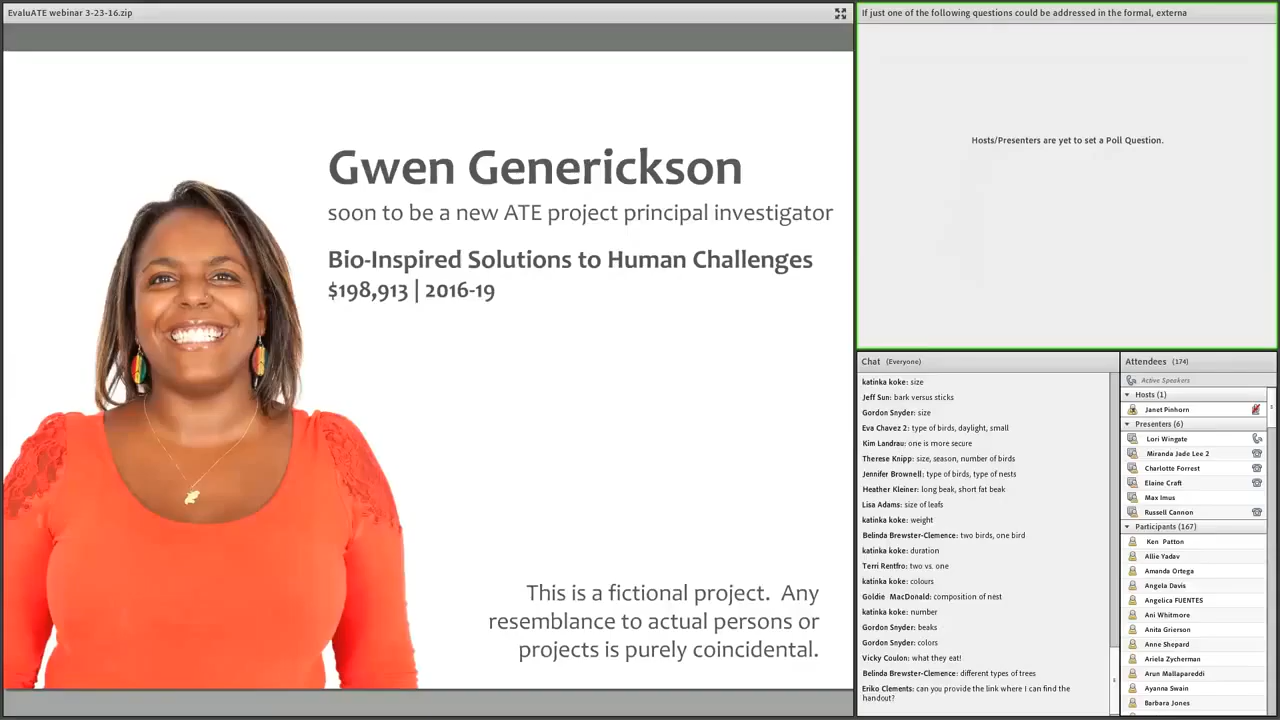 EvaluATE webinar 3-23-16.zip
Gwen Generickson
soon to be a new ATE project principal investigator
Bio-Inspired Solutions to Human Challenges
$198,913 | 2016-19
This is a fictional project. Any
resemblance to actual persons or
projects is purely coincidental.
If just one of the following questions could be addressed in the formal, externa
Hosts/Presenters are yet to set a Poll Question.
Chat (Everyone)
katinka koke: size
Jeff Sun: bark versus sticks
Gordon Snyder: size
Eva Chavez 2: type of birds, daylight, small
Kim Landrau: one is more secure
Therese Knipp: size, season, number of birds
Jennifer Brownell: type of birds, type of nests
Heather Kleiner: long beak, short fat beak
Lisa Adams: size of leafs
katinka koke: weight
Belinda Brewster-Clemence: two birds, one bird
katinka koke: duration
Terri Rentfro: two vs. one
katinka koke: colours
Goldie MacDonald: composition of nest
katinka koke: number
Gordon Snyder: beaks
Gordon Snyder: colors
Vicky Coulon: what they eat!
Belinda Brewster-Clemence: different types of trees
Eriko Clements: can you provide the link where I can find the
handout?
Attendees (174)
Active Speakers
Hosts (1)
Janet Pinhorn
Presenters (6)
Lori Wingate
Miranda Jade Lee 2
Charlotte Forrest
Elaine Craft
Max Imus
Russell Cannon
Participants (167)
Ken Patton
Allie Yadav
Amanda Ortega
Angela Davis
Angelica FUENTES
Ani Whitmore
Anita Grierson
Anne Shepard
Ariela Zycherman
Arun Mallapareddi
Ayanna Swain
Barbara Jones